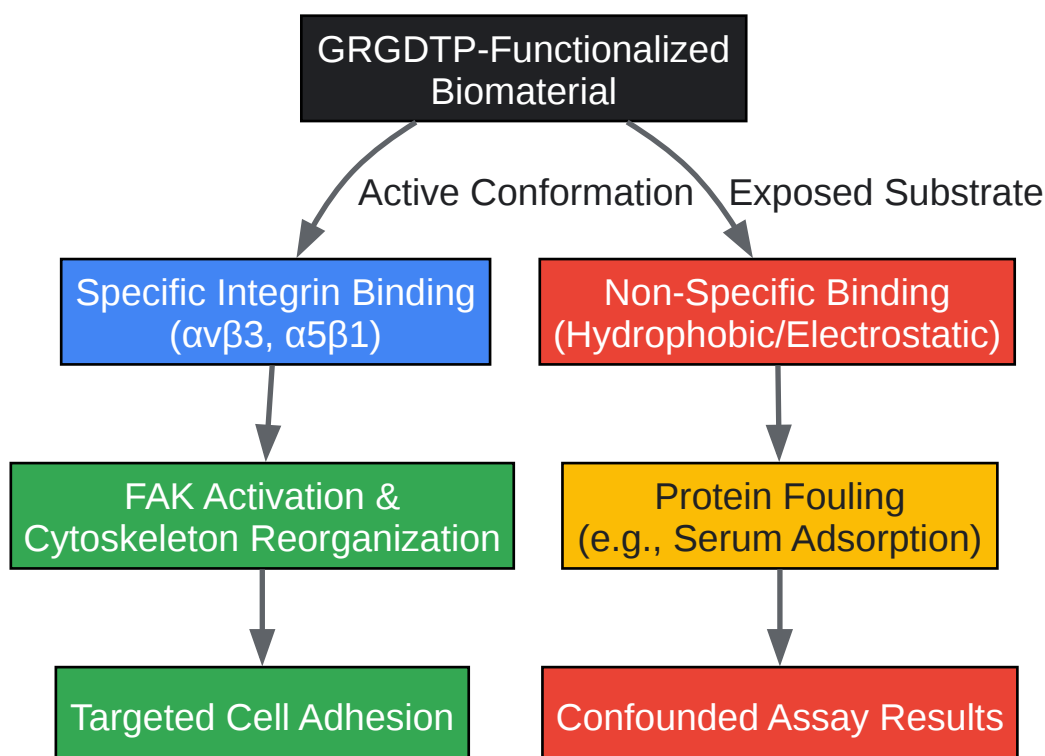 GRGDTP-Functionalized
Biomaterial
Active Conformation
Exposed Substrate
Specific Integrin Binding
(αvβ3, α5β1)
Non-Specific Binding
(Hydrophobic/Electrostatic)
FAK Activation &
Cytoskeleton Reorganization
Protein Fouling
(e.g., Serum Adsorption)
Targeted Cell Adhesion
Confounded Assay Results